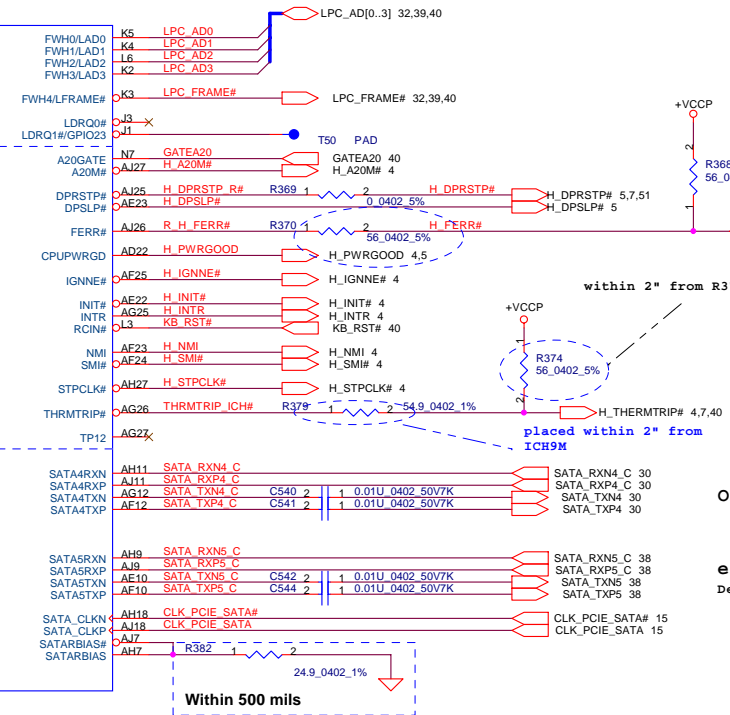 LPC_AD[0..3] 32,39,40
FWH0/LAD0 K5 LPC_AD0
FWH1/LAD1 K4 LPC_AD1
FWH2/LAD2 L6 LPC_AD2
FWH3/LAD3 K2 LPC_AD3
FWH4/LFRAME# K3 LPC_FRAME# LPC_FRAME# 32,39,40
+VCCP
LDRQ0# J3
LDRQ1#/GPIO23 J1
T50 PAD
A20GATE N7 GATEA20 GATEA20 40
A20M# AJ27 H_A20M# H_A20M# 4
2 R368
56_0
DPRSTP# AJ25 H_DPRSTP_R# R369 1 2 H_DPRSTP# H_DPRSTP# 5,7,51
DPSLP# AE23 H_DPSLP# 0_0402_5% H_DPSLP# 5
1
FERR# AJ26 R_H_FERR# R370 1 2 H_FERR#
56_0402_5%
CPUPWRGD AD22 H_PWRGOOD H_PWRGOOD 4,5
IGNNE# AF25 H_IGNNE# H_IGNNE# 4
within 2" from R37
INIT# AE22 H_INIT# H_INIT# 4
INTR AG25 H_INTR H_INTR 4
RCIN# L3 KB_RST# KB_RST# 40
+VCCP
NMI AF23 H_NMI H_NMI 4
SMI# AF24 H_SMI# H_SMI# 4
1 R374
56_0402_5%
2
STPCLK# AH27 H_STPCLK# H_STPCLK# 4
THRMTRIP# AG26 THRMTRIP_ICH# R379 1 2 54.9_0402_1% H_THERMTRIP# 4,7,40
TP12 AG27
placed within 2" from
ICH9M
SATA4RXN AH11 SATA_RXN4_C SATA_RXN4_C 30
SATA4RXP AJ11 SATA_RXP4_C SATA_RXP4_C 30
SATA4TXN AG12 SATA_TXN4_C C540 2 1 0.01U_0402_50V7K SATA_TXN4 30
SATA4TXP AF12 SATA_TXP4_C C541 2 1 0.01U_0402_50V7K SATA_TXP4 30
O
SATA5RXN AH9 SATA_RXN5_C SATA_RXN5_C 38
SATA5RXP AJ9 SATA_RXP5_C SATA_RXP5_C 38
SATA5TXN AE10 SATA_TXN5_C C542 2 1 0.01U_0402_50V7K SATA_TXN5 38
SATA5TXP AF10 SATA_TXP5_C C544 2 1 0.01U_0402_50V7K SATA_TXP5 38
e
De
SATA_CLKN AH18 CLK_PCIE_SATA# CLK_PCIE_SATA# 15
SATA_CLKP AJ18 CLK_PCIE_SATA CLK_PCIE_SATA 15
SATARBIAS# AJ7
SATARBIAS AH7 R382 1 2
24.9_0402_1%
Within 500 mils